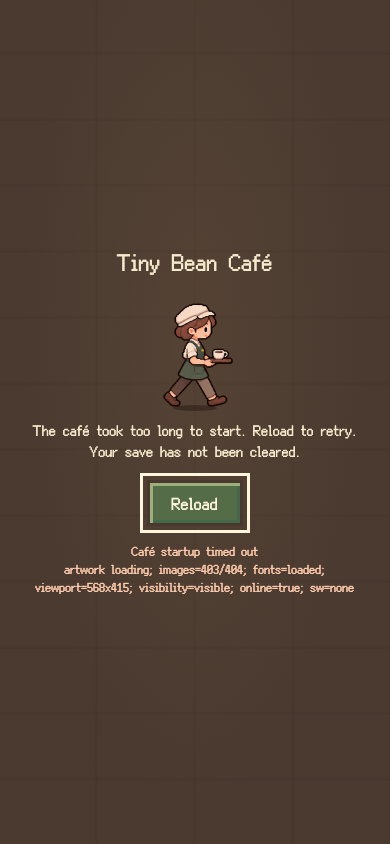 Tiny Bean Café
The café took too long to start. Reload to retry.
Your save has not been cleared.
Reload
Café startup timed out
artwork loading; images=403/404; fonts=loaded;
viewport=568x415; visibility=visible; online=true; sw=none